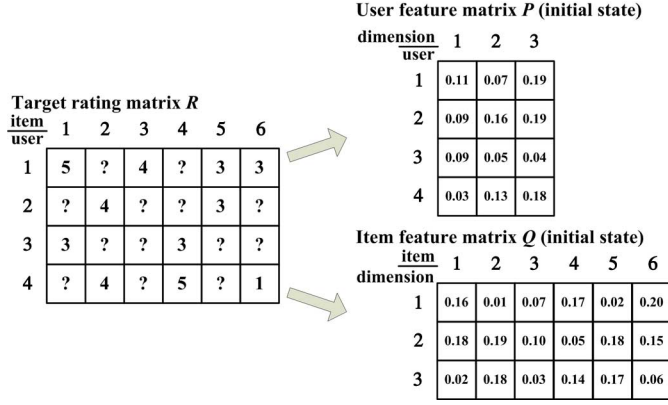 User feature matrix P (initial state)
dimension 1 2 3
user
1 0.11 0.07 0.19
2 0.09 0.16 0.19
3 0.09 0.05 0.04
4 0.03 0.13 0.18
Target rating matrix R
item 1 2 3 4 5 6
user
1 5 ? 4 ? 3 3
2 ? 4 ? ? 3 ?
3 3 ? ? 3 ? ?
4 ? 4 ? 5 ? 1
Item feature matrix Q (initial state)
item 1 2 3 4 5 6
dimension
1 0.16 0.01 0.07 0.17 0.02 0.20
2 0.18 0.19 0.10 0.05 0.18 0.15
3 0.02 0.18 0.03 0.14 0.17 0.06